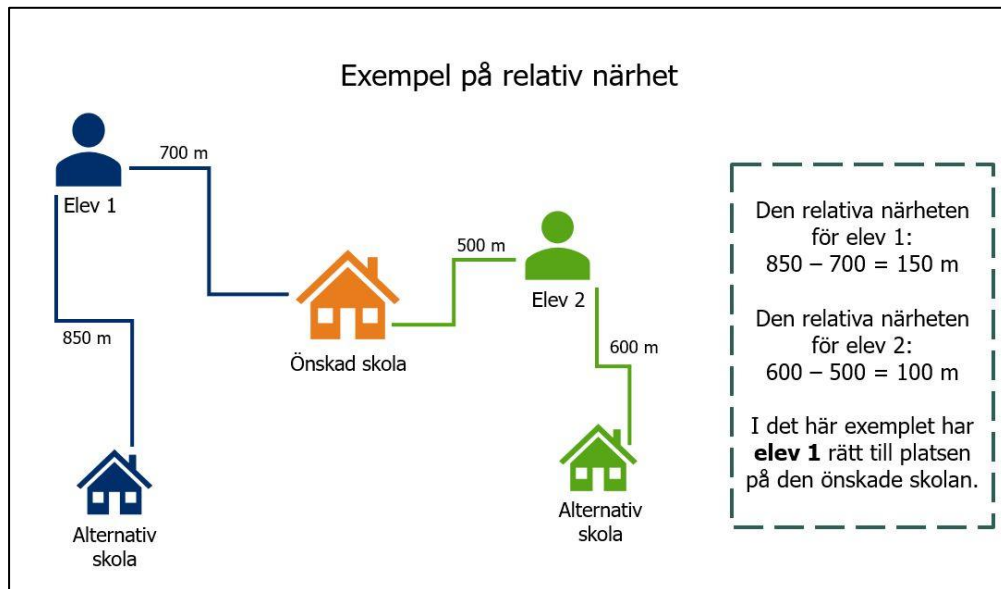 Exempel på relativ närhet
700 m
Elev 1
850 m
Alternativ
skola
Önskad skola
500 m
Elev 2
600 m
Alternativ
skola
Den relativa närheten
för elev 1:
850 – 700 = 150 m
Den relativa närheten
för elev 2:
600 – 500 = 100 m
I det här exemplet har
elev 1 rätt till platsen
på den önskade skolan.